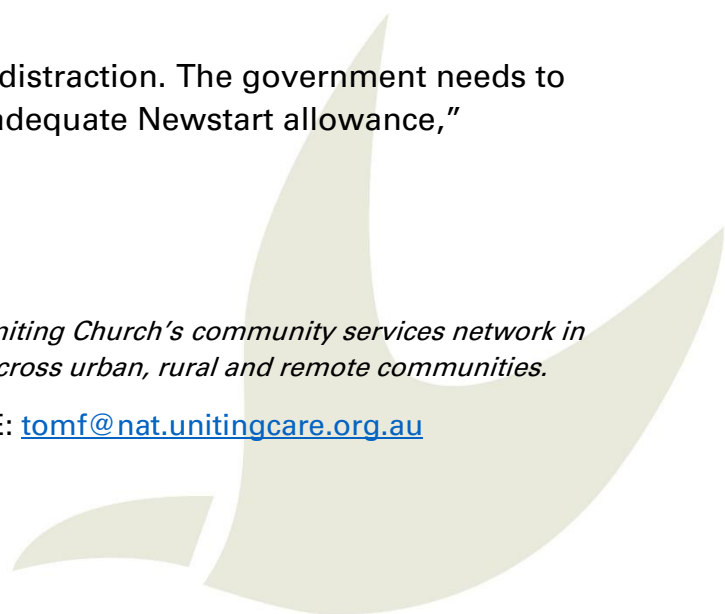 distraction. The government needs to
adequate Newstart allowance,”
niting Church’s community services network in
cross urban, rural and remote communities.
E: tomf@nat.unitingcare.org.au